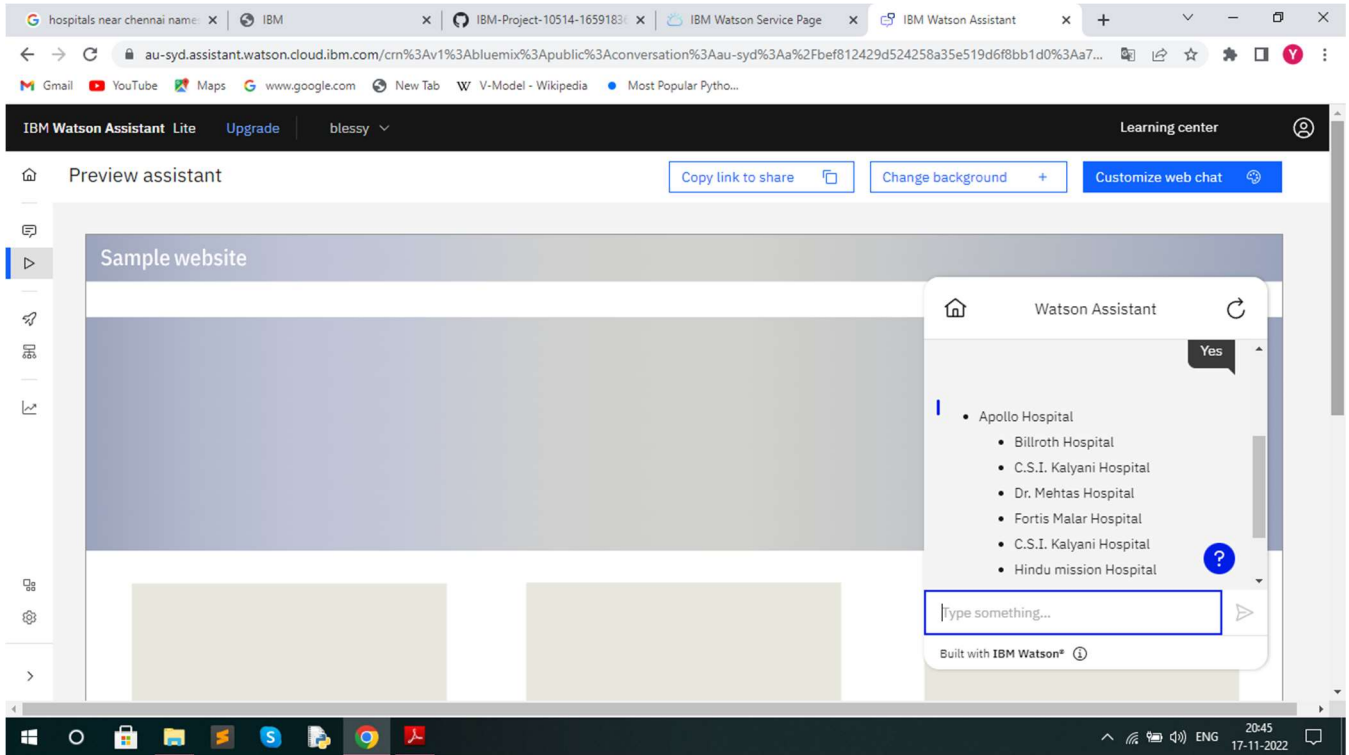 hospitals near chennai name
IBM
IBM-Project-10514-1659183
IBM Watson Service Page
IBM Watson Assistant
au-syd.assistant.watson.cloud.ibm.com/crn%3Av1%3Abluemix%3Apublic%3Aconversation%3Aau-syd%3Aa%2Fbef812429d524258a35e519d6f8bb1d0%3Aa7...
Y
Gmail YouTube Maps www.google.com New Tab V-Model - Wikipedia Most Popular Pytho...
IBM Watson Assistant Lite Upgrade blessy Learning center
Preview assistant Copy link to share Change background + Customize web chat
Sample website
Watson Assistant
Yes
• Apollo Hospital
• Billroth Hospital
• C.S.I. Kalyani Hospital
• Dr. Mehtas Hospital
• Fortis Malar Hospital
• C.S.I. Kalyani Hospital
?
• Hindu mission Hospital
Type something...
Built with IBM Watson®
ENG
20:45
17-11-2022